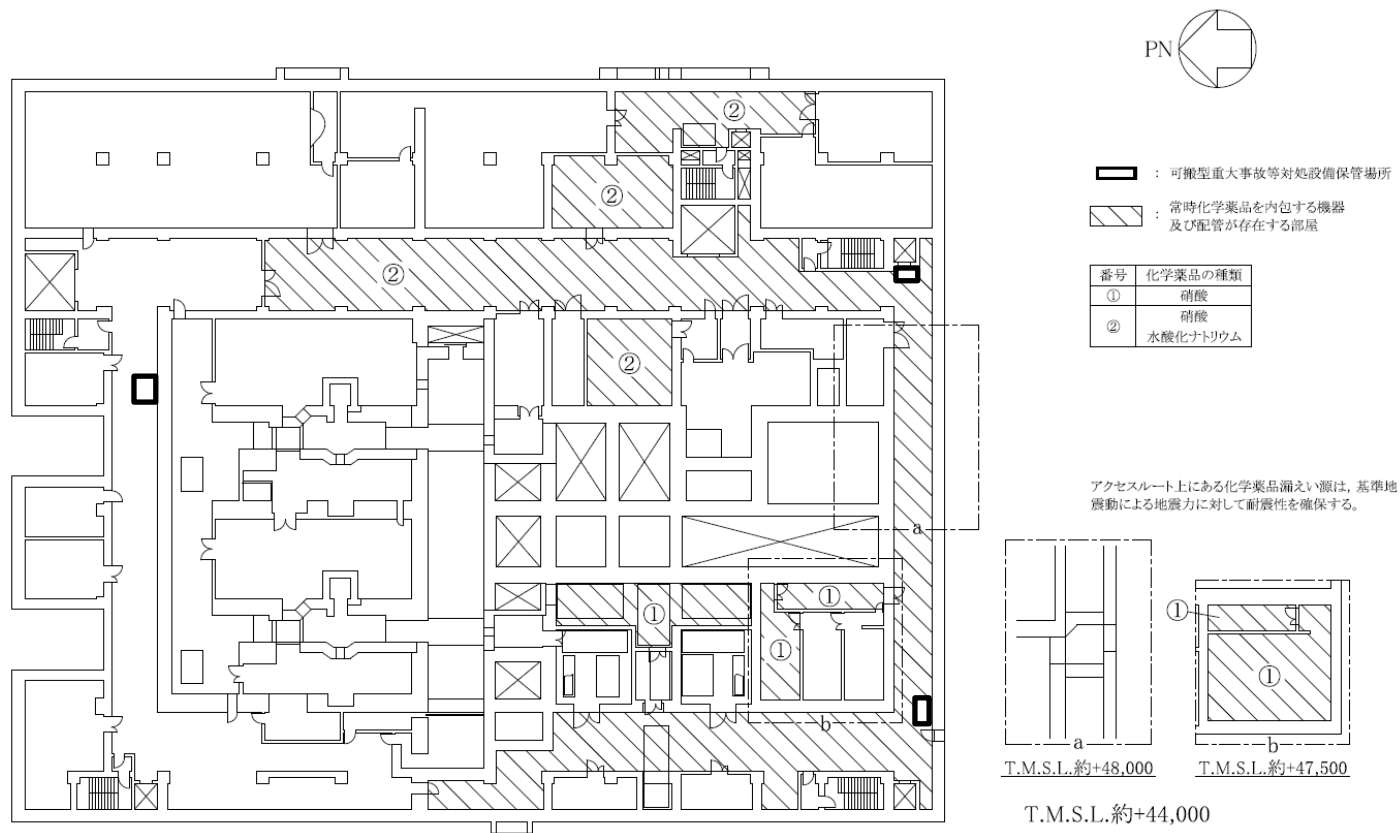 PN
②
②
②
②
①
①
①
a
b
： 可搬型重大事故等対処設備保管場所
： 常時化学薬品を内包する機器
及び配管が存在する部屋
番号 化学薬品の種類
① 硝酸
② 硝酸
水酸化ナトリウム
アクセスルート上にある化学薬品漏えい源は，基準地
震動による地震力に対して耐震性を確保する。
①
①
a
b
T.M.S.L.約+48,000
T.M.S.L.約+47,500
T.M.S.L.約+44,000